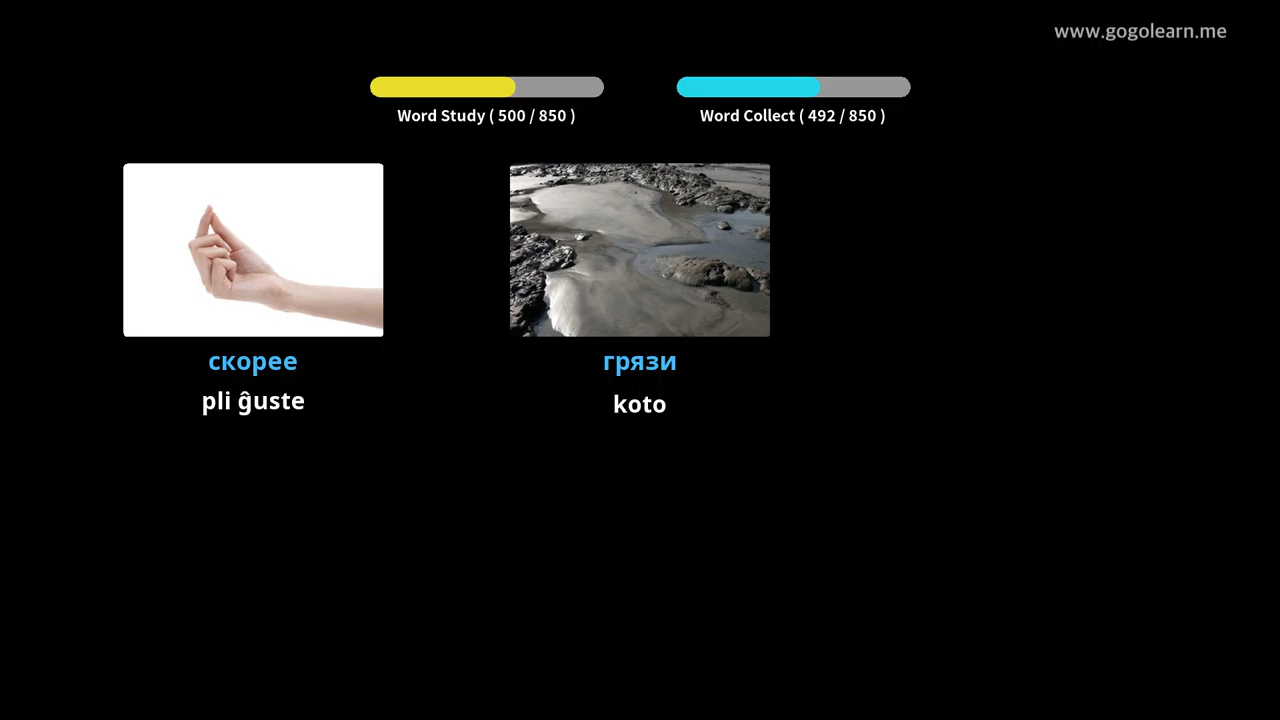 www.gogolearn.me
Word Study ( 500 / 850 )
Word Collect ( 492 / 850 )
скорее
pli ĝuste
грязи
koto